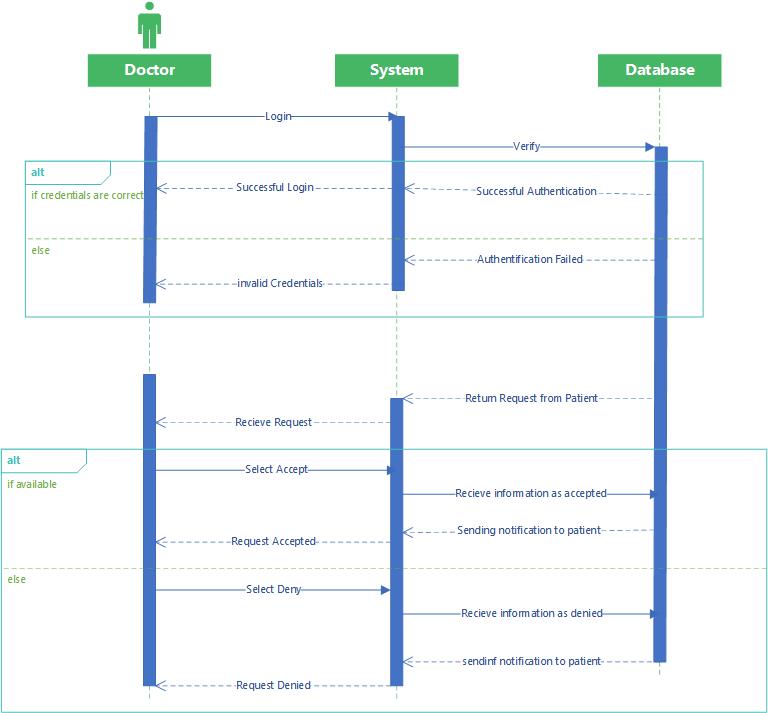 Doctor
System
Database
Login
Verify
alt
if credentials are correct
Successful Login
Successful Authentication
else
Authentification Failed
invalid Credentials
Return Request from Patient
Recieve Request
alt
if available
Select Accept
Recieve information as accepted
Sending notification to patient
Request Accepted
else
Select Deny
Recieve information as denied
sendinf notification to patient
Request Denied